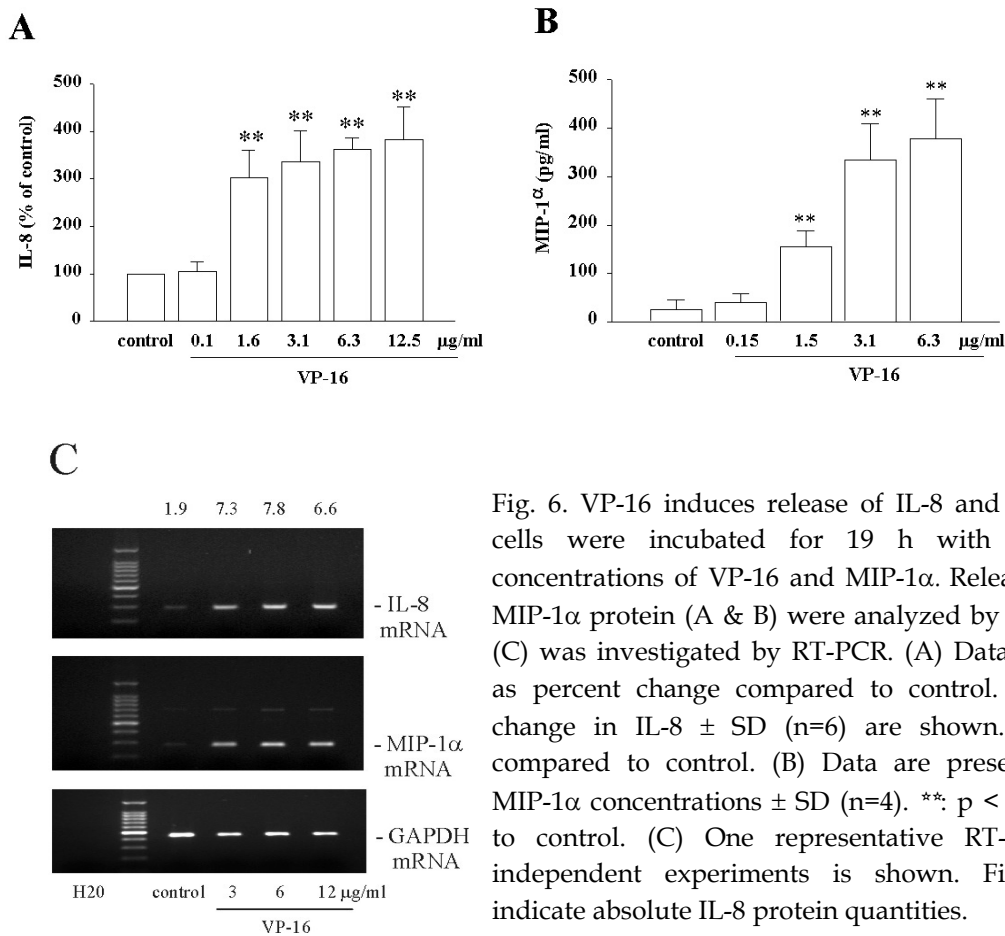 A
IL-8 (% of control)
500
400
300
200
100
0
** ** ** **
control 0.1 1.6 3.1 6.3 12.5 µg/ml
VP-16
B
MIP-1α (pg/ml)
500
400
300
200
100
0
** ** **
control 0.15 1.5 3.1 6.3 µg/ml
VP-16
C
1.9 7.3 7.8 6.6
- IL-8
mRNA
- MIP-1α
mRNA
- GAPDH
mRNA
H20 control 3 6 12 µg/ml
VP-16
Fig. 6. VP-16 induces release of IL-8 and
cells were incubated for 19 h with
concentrations of VP-16 and MIP-1α. Relea
MIP-1α protein (A & B) were analyzed by
(C) was investigated by RT-PCR. (A) Data
as percent change compared to control.
change in IL-8 ± SD (n=6) are shown.
compared to control. (B) Data are prese
MIP-1α concentrations ± SD (n=4). **: p <
to control. (C) One representative RT-
independent experiments is shown. Fi
indicate absolute IL-8 protein quantities.